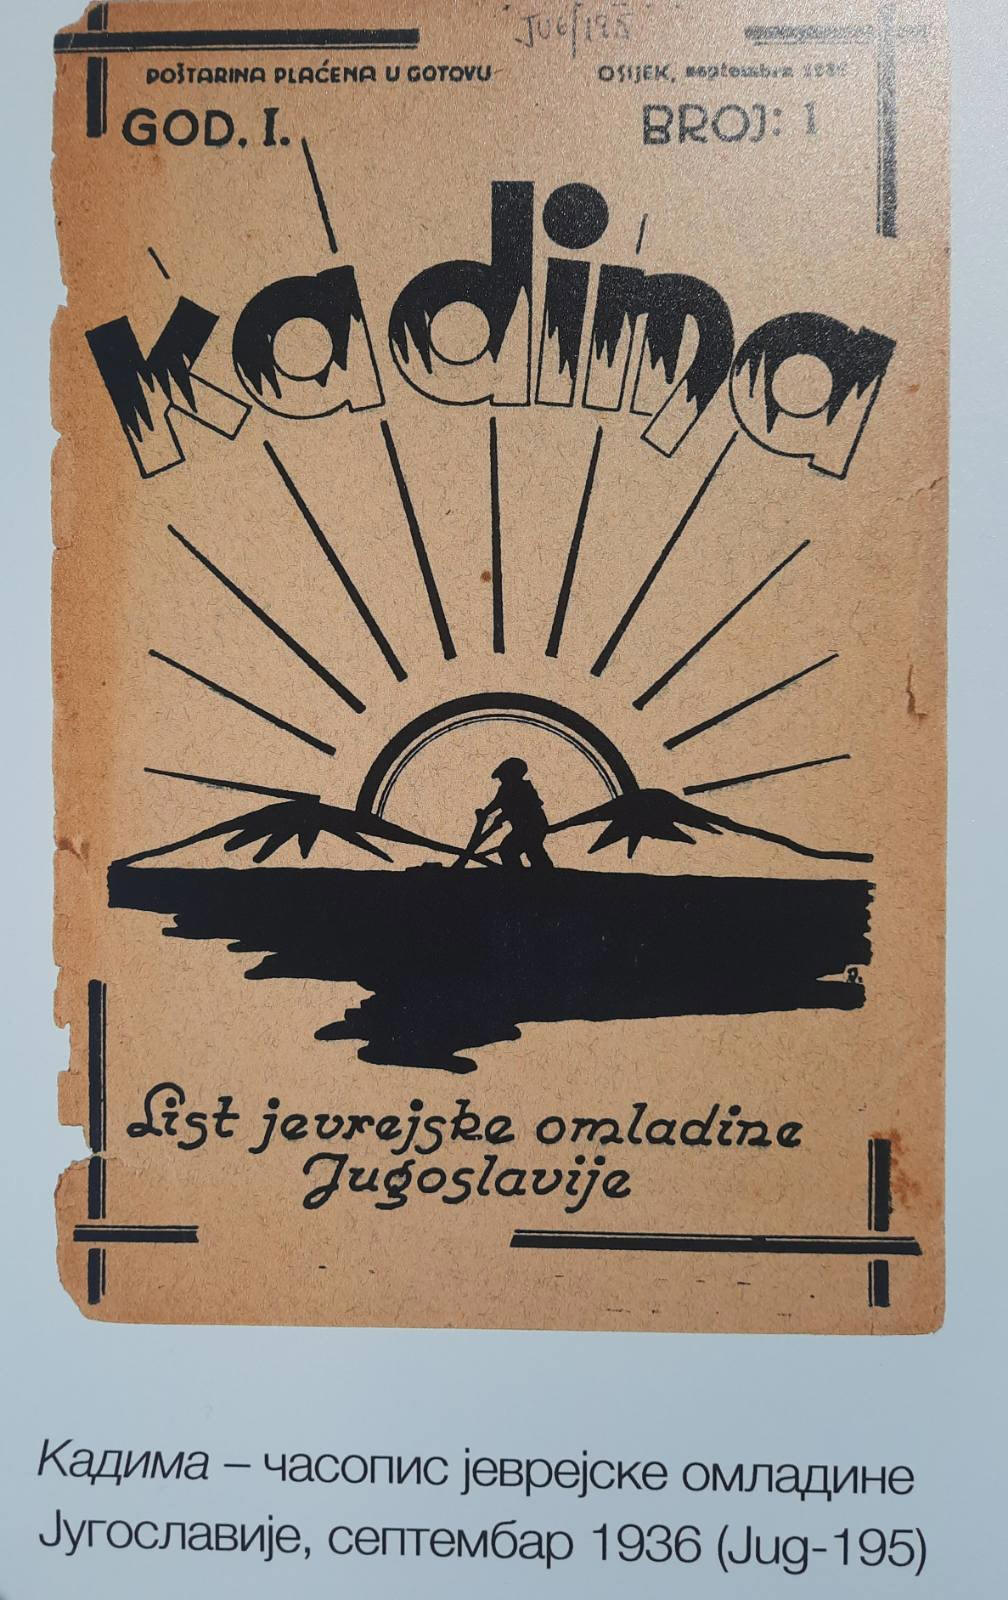 Jug/195
POŠTARINA PLAĆENA U GOTOVU
OSIJEK, septembra 1936
GOD. I.
BROJ: 1
Kadima
List jevrejske omladine
Jugoslavije
Кадима – часопис јеврејске омладине
Југославије, септембар 1936 (Jug-195)